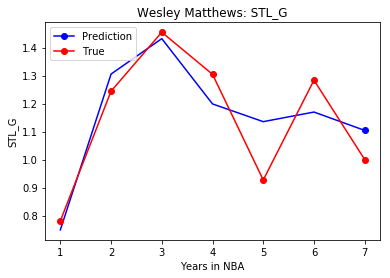 Wesley Matthews: STL_G
Prediction
True
STL_G
1.4
1.3
1.2
1.1
1.0
0.9
0.8
1 2 3 4 5 6 7
Years in NBA